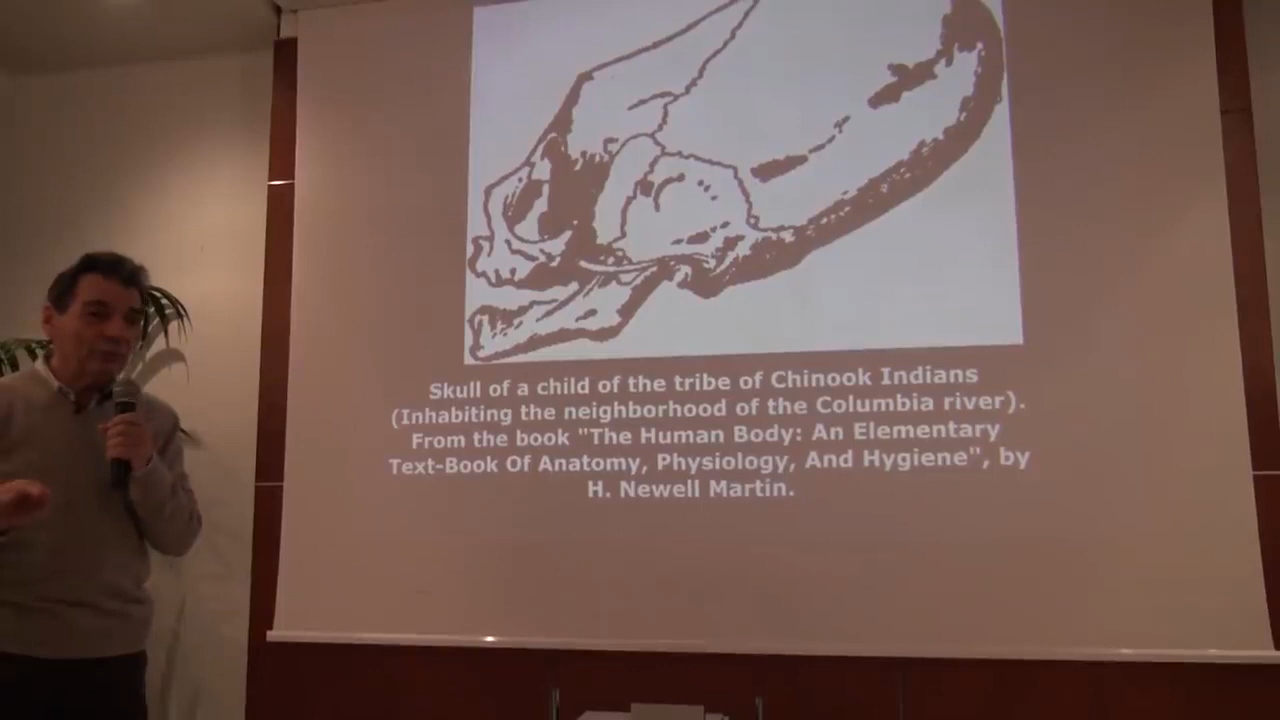 Skull of a child of the tribe of Chinook Indians
(Inhabiting the neighborhood of the Columbia river).
From the book "The Human Body: An Elementary
Text-Book Of Anatomy, Physiology, And Hygiene", by
H. Newell Martin.